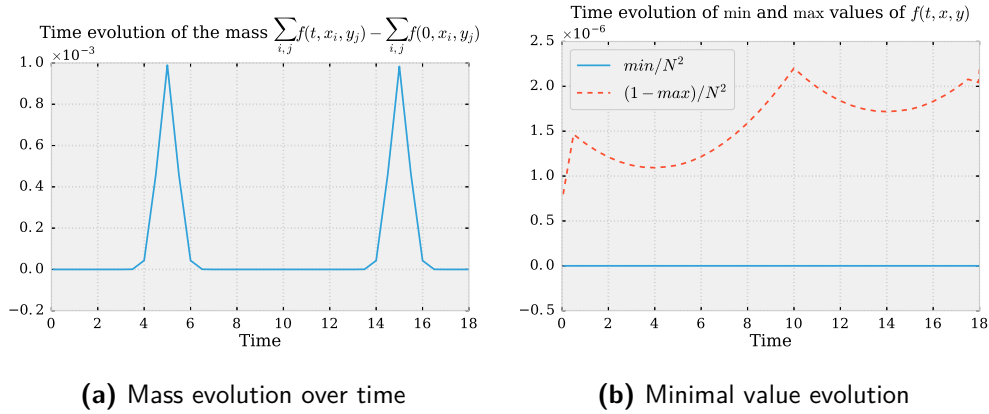 Time evolution of the mass ∑_{i,j} f(t, x_i, y_j) − ∑_{i,j} f(0, x_i, y_j)
×10^{−3}
1.0
0.8
0.6
0.4
0.2
0.0
−0.2
0 2 4 6 8 10 12 14 16 18
Time
(a) Mass evolution over time
Time evolution of min and max values of f(t, x, y)
×10^{−6}
2.5
min/N^2
(1 − max)/N^2
2.0
1.5
1.0
0.5
0.0
−0.5
0 2 4 6 8 10 12 14 16 18
Time
(b) Minimal value evolution